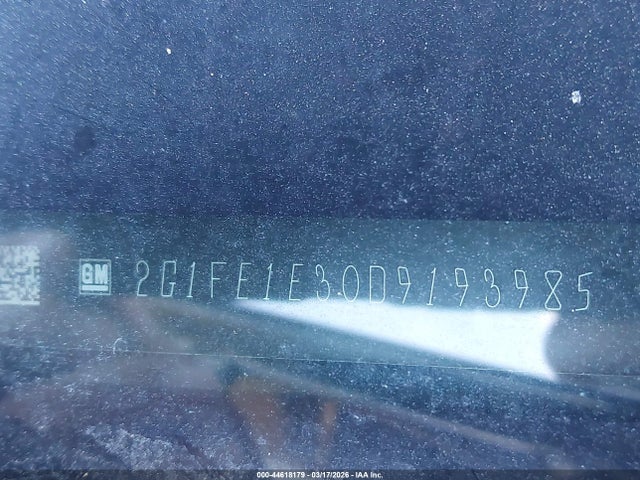 GM 2G1FE1E30D9193985
000-44618179 - 03/17/2026 - IAA Inc.